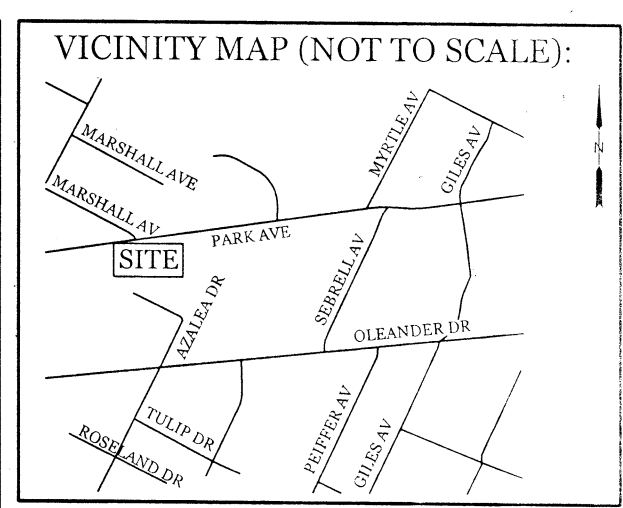 VICINITY MAP (NOT TO SCALE):
MYRTLE AV
GILES AV
N
MARSHALL AVE
MARSHALL AV
PARK AVE
SITE
SEBRELL AV
AZALEA DR
OLEANDER DR
TULIP DR
ROSELAND DR
PEIFFER AV
GILES AV